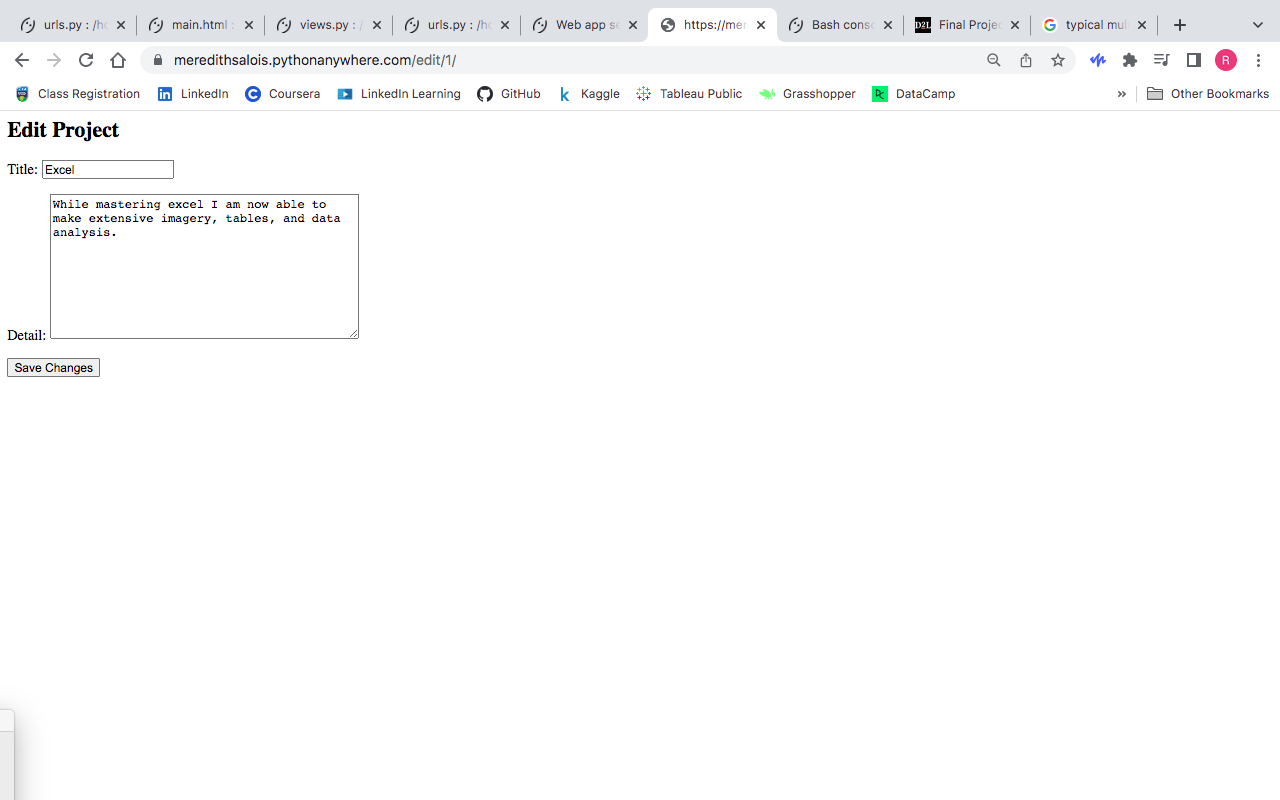 urls.py : /ho
main.html :
views.py : /
urls.py : /ho
Web app se
https://mer
Bash conso
D2L Final Projec
typical mul
meredithsalois.pythonanywhere.com/edit/1/
R
Class Registration
LinkedIn
Coursera
LinkedIn Learning
GitHub
Kaggle
Tableau Public
Grasshopper
DataCamp
»
Other Bookmarks
Edit Project
Title: Excel
While mastering excel I am now able to
make extensive imagery, tables, and data
analysis.
Detail:
Save Changes